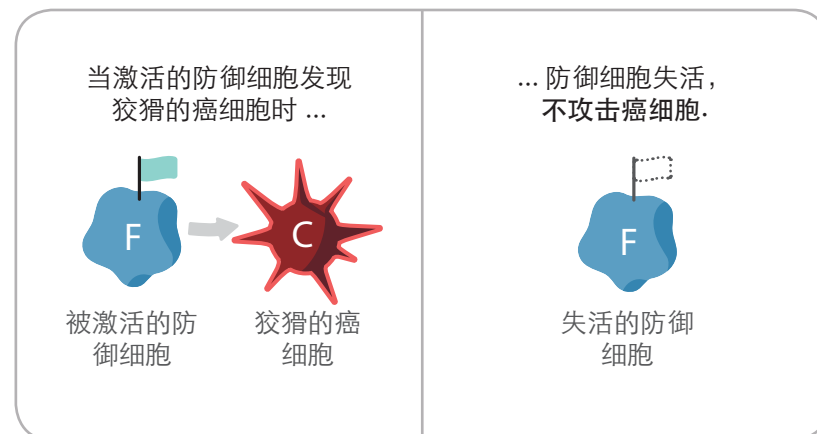 当激活的防御细胞发现
狡猾的癌细胞时 ...
F
C
被激活的防
御细胞
狡猾的癌
细胞
... 防御细胞失活，
不攻击癌细胞.
F
失活的防御
细胞